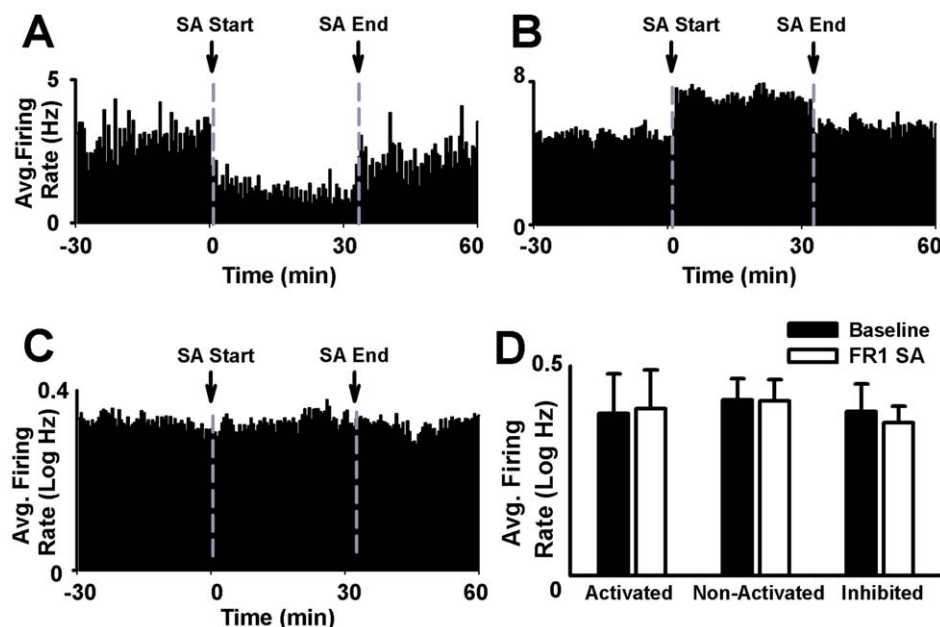 A
SA Start
SA End
5
Avg.Firing
Rate (Hz)
0
-30
0
30
60
Time (min)
B
SA Start
SA End
8
0
-30
0
30
60
Time (min)
C
SA Start
SA End
0.4
Avg. Firing
Rate (Log Hz)
0
-30
0
30
60
Time (min)
D
Baseline
FR1 SA
0.5
Avg. Firing
Rate (Log Hz)
0
Activated
Non-Activated
Inhibited